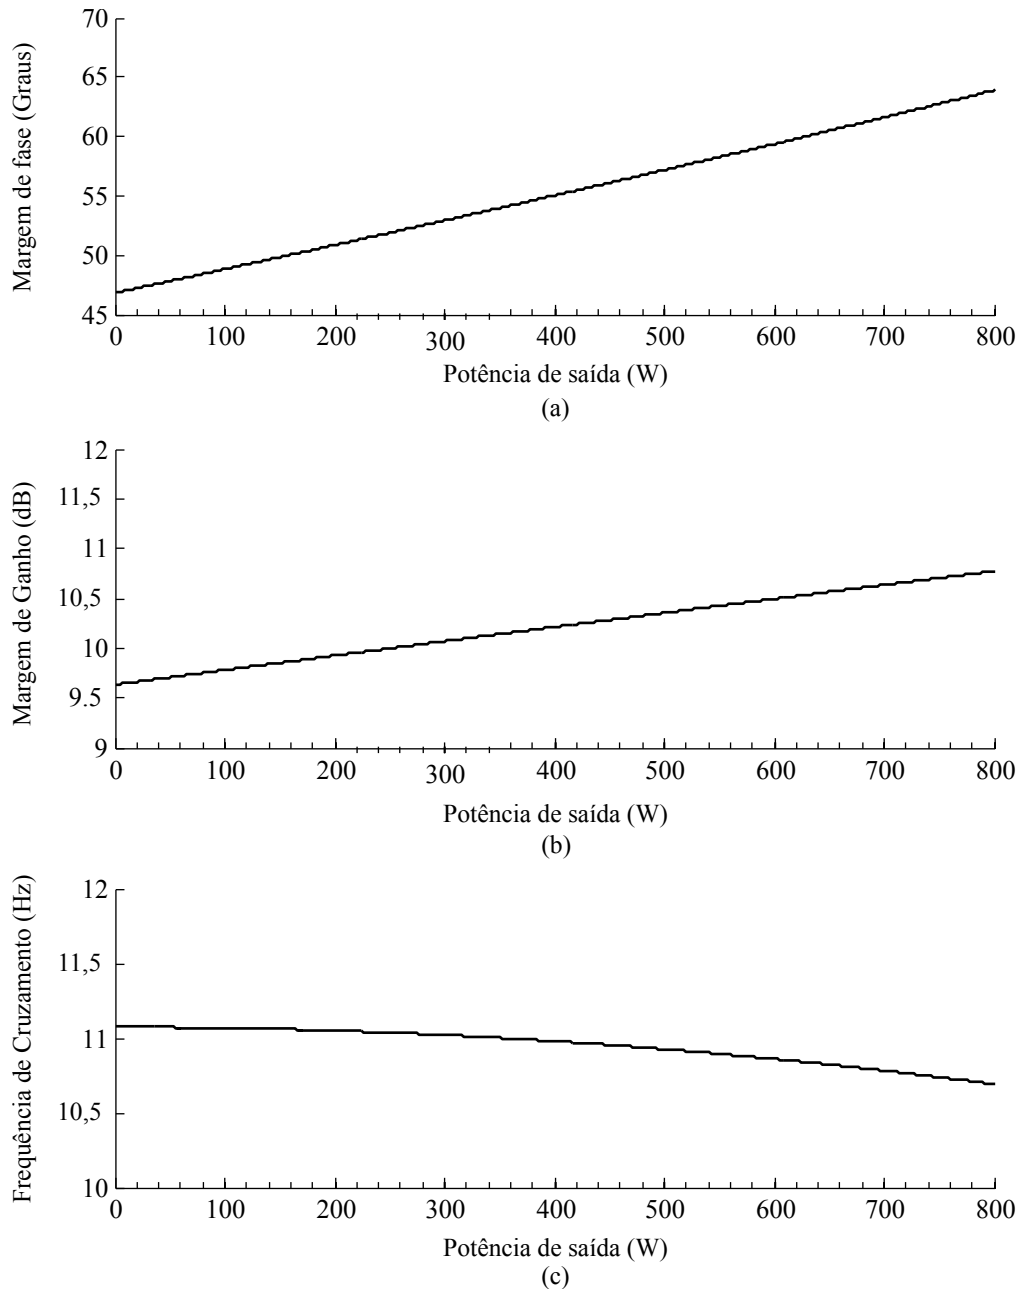 Margem de fase (Graus)
70
65
60
55
50
45
0 100 200 300 400 500 600 700 800
Potência de saída (W)
(a)
Margem de Ganho (dB)
12
11,5
11
10,5
10
9.5
9
0 100 200 300 400 500 600 700 800
Potência de saída (W)
(b)
Frequência de Cruzamento (Hz)
12
11,5
11
10,5
10
0 100 200 300 400 500 600 700 800
Potência de saída (W)
(c)